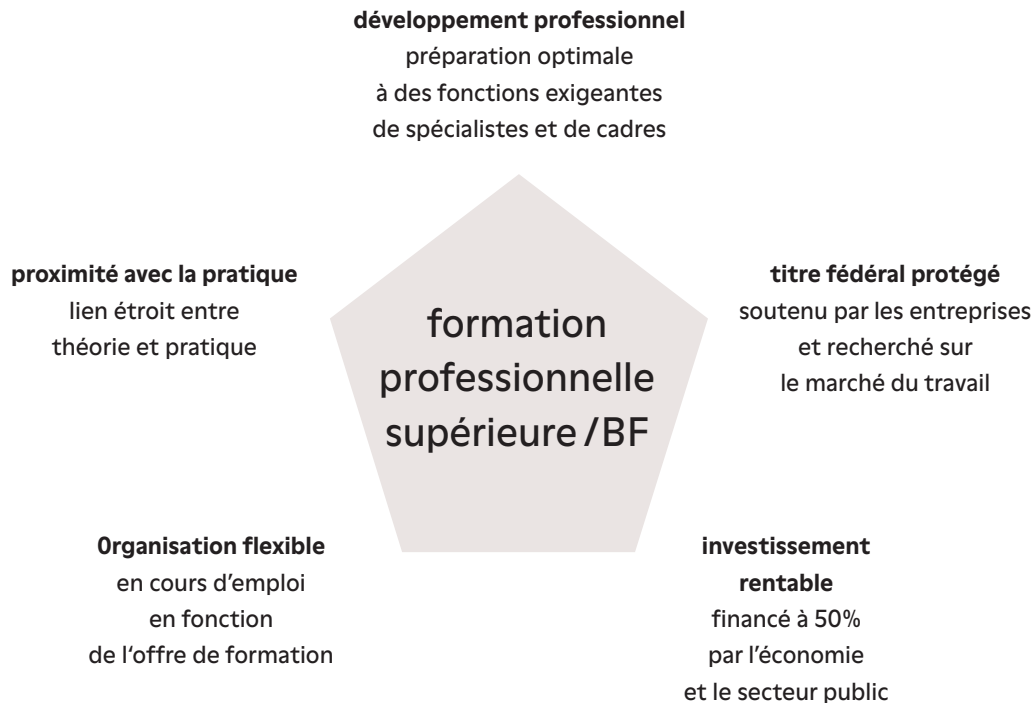 développement professionnel
préparation optimale
à des fonctions exigeantes
de spécialistes et de cadres
proximité avec la pratique
lien étroit entre
théorie et pratique
titre fédéral protégé
soutenu par les entreprises
et recherché sur
le marché du travail
formation
professionnelle
supérieure /BF
0rganisation flexible
en cours d’emploi
en fonction
de l‘offre de formation
investissement
rentable
financé à 50%
par l’économie
et le secteur public